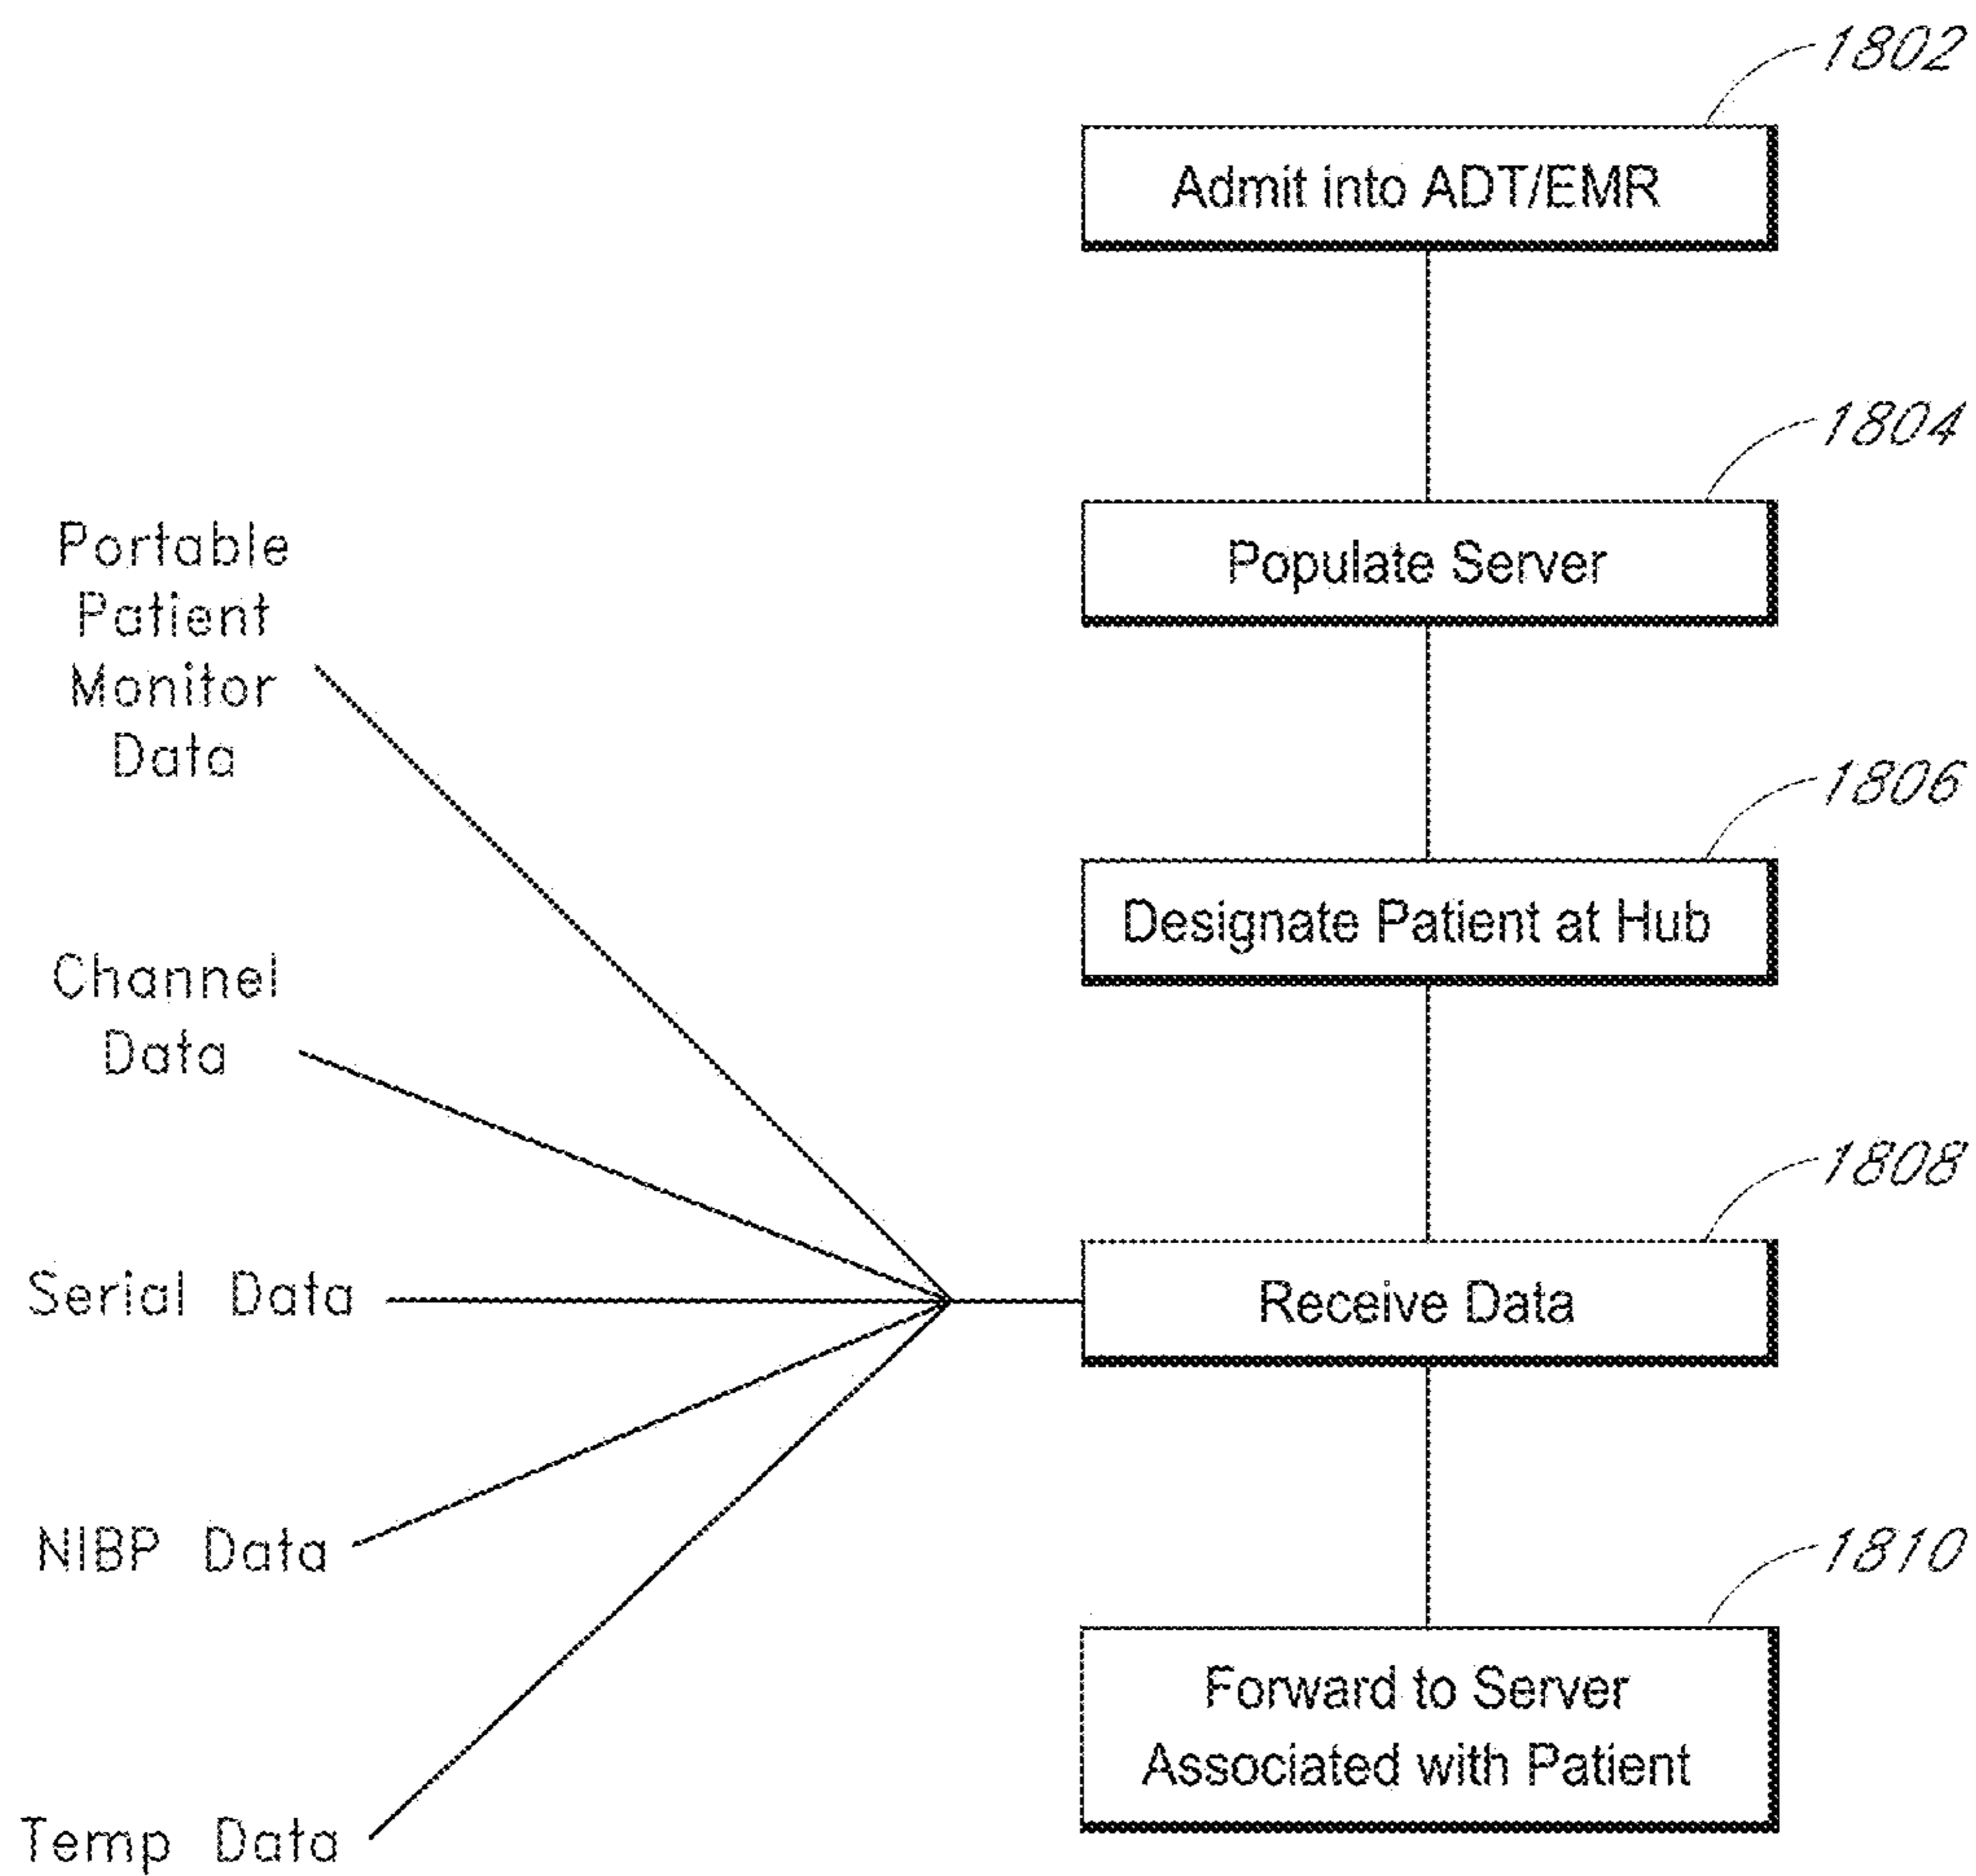 1802
Admit into ADT/EMR
1804
Populate Server
Portable
Patient
Monitor
Data
1806
Designate Patient at Hub
Channel
Data
1808
Serial Data
Receive Data
NIBP Data
1810
Forward to Server
Associated with Patient
Temp Data